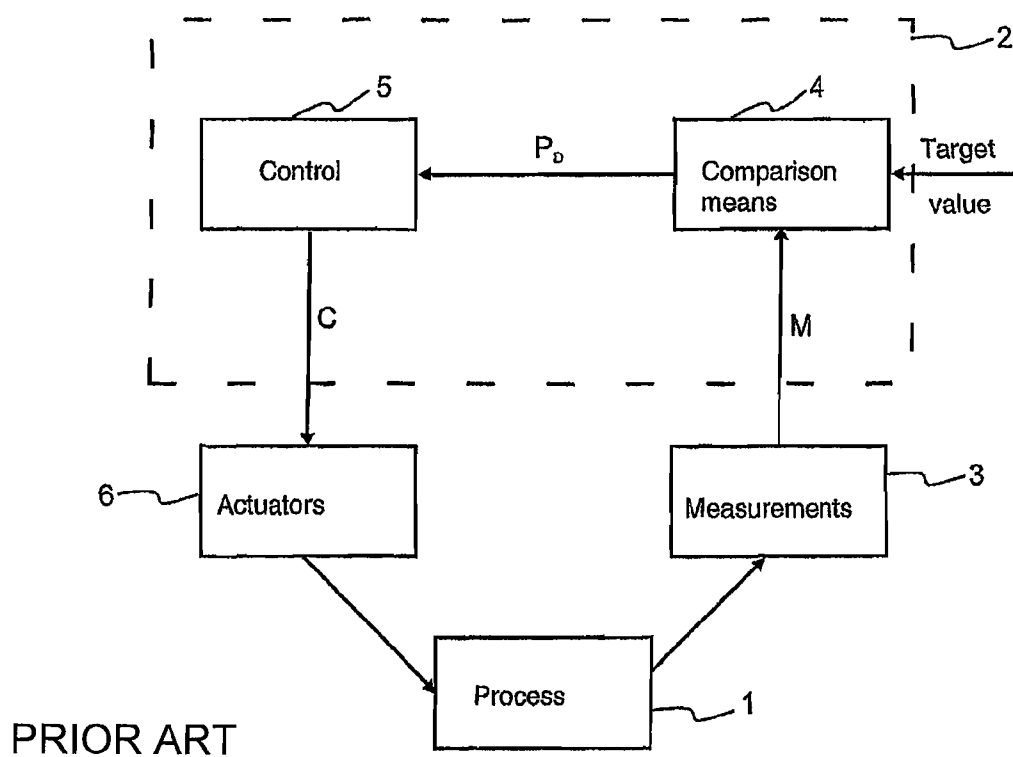 2
5
4
Control
P_D
Comparison
means
Target
value
C
M
6
Actuators
Measurements
3
Process
1
PRIOR ART